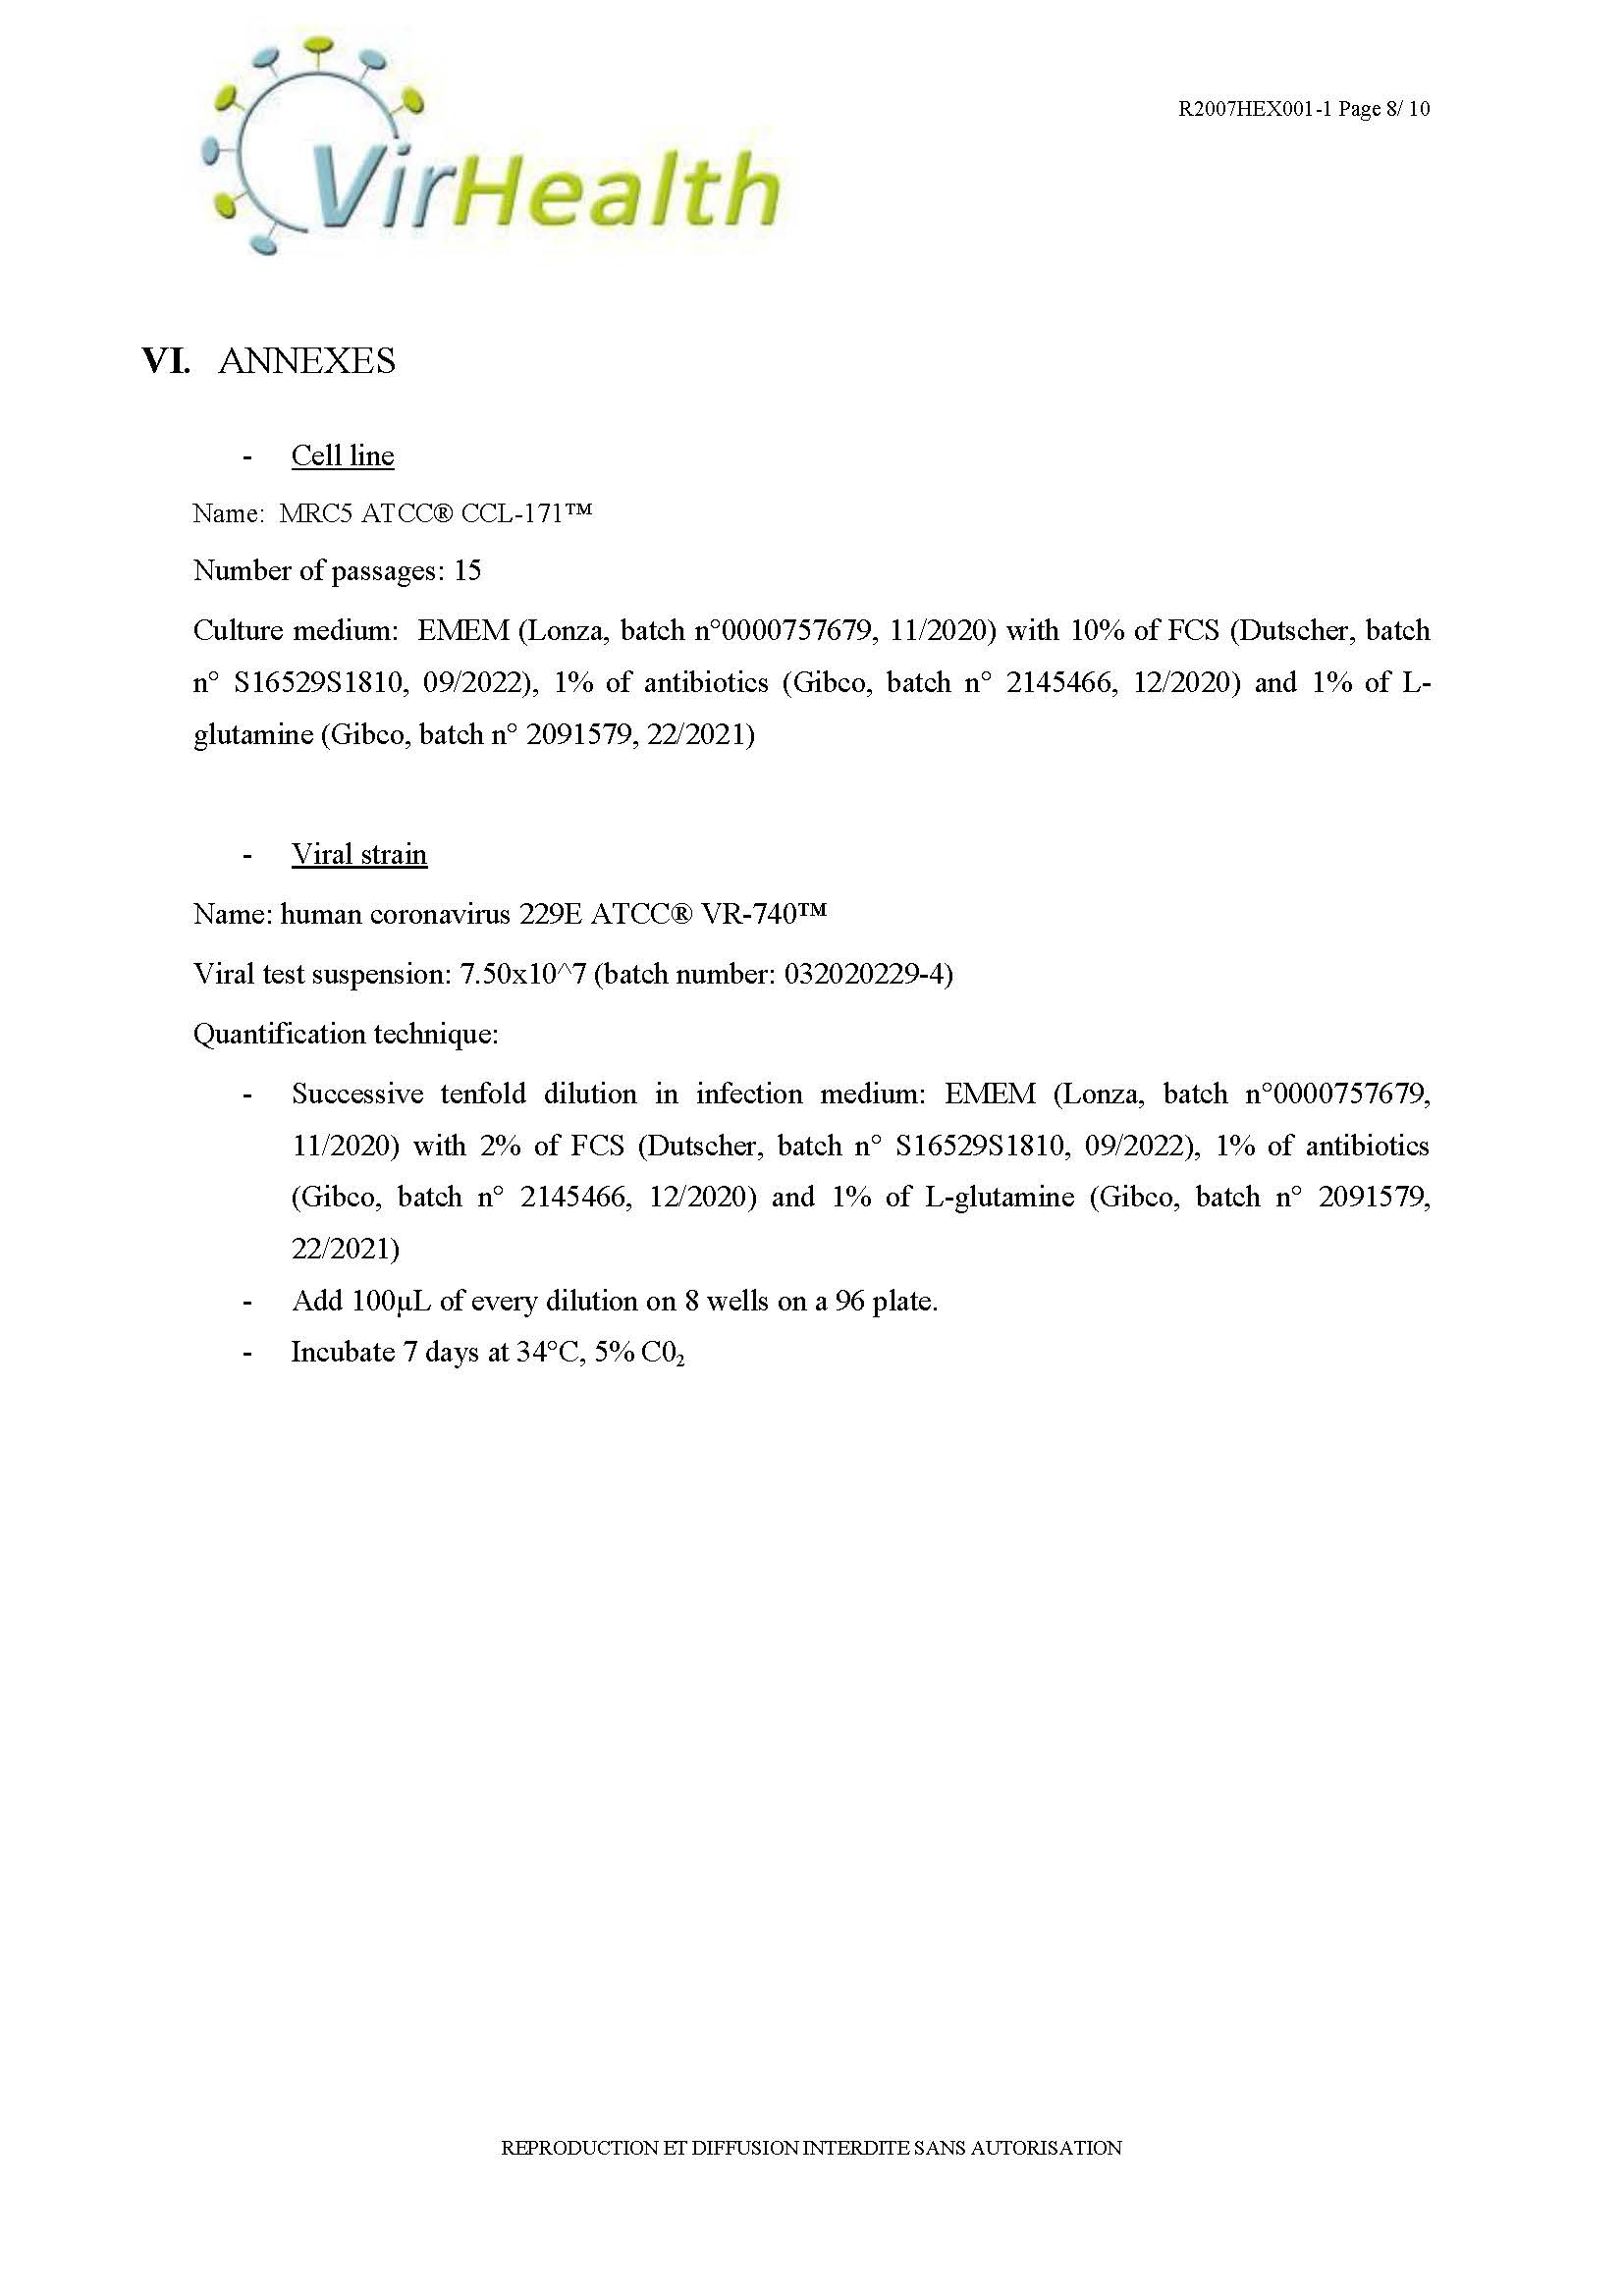 VirHealth
R2007HEX001-1 Page 8/ 10
VI. ANNEXES
- Cell line
Name: MRC5 ATCC® CCL-171™
Number of passages: 15
Culture medium: EMEM (Lonza, batch n°0000757679, 11/2020) with 10% of FCS (Dutscher, batch
n° S16529S1810, 09/2022), 1% of antibiotics (Gibco, batch n° 2145466, 12/2020) and 1% of L-
glutamine (Gibco, batch n° 2091579, 22/2021)
- Viral strain
Name: human coronavirus 229E ATCC® VR-740™
Viral test suspension: 7.50x10^7 (batch number: 032020229-4)
Quantification technique:
- Successive tenfold dilution in infection medium: EMEM (Lonza, batch n°0000757679,
11/2020) with 2% of FCS (Dutscher, batch n° S16529S1810, 09/2022), 1% of antibiotics
(Gibco, batch n° 2145466, 12/2020) and 1% of L-glutamine (Gibco, batch n° 2091579,
22/2021)
- Add 100µL of every dilution on 8 wells on a 96 plate.
- Incubate 7 days at 34°C, 5% C0₂
REPRODUCTION ET DIFFUSION INTERDITE SANS AUTORISATION